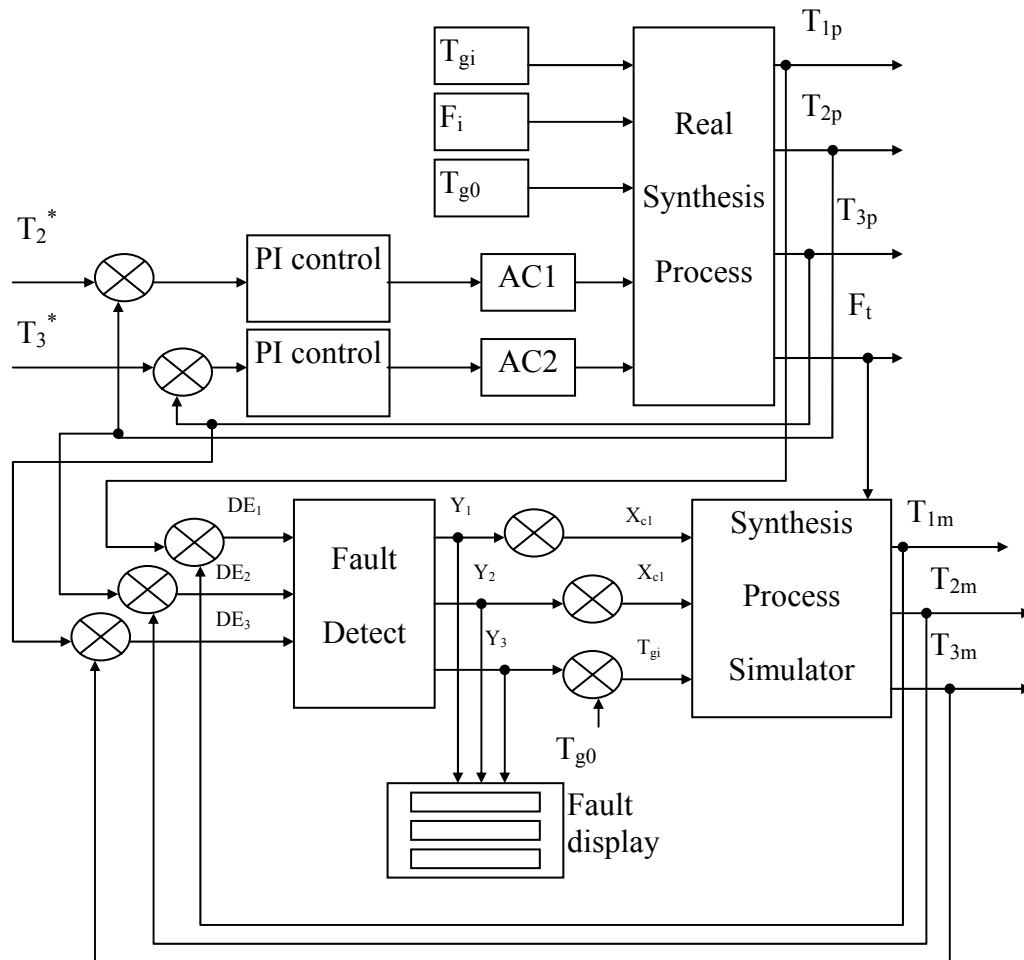 T1p
Tgi
T2p
Fi
Real
Tg0
Synthesis
T3p
T2*
PI control
AC1
Process
Ft
T3*
PI control
AC2
DE1
Y1
Xc1
Synthesis
T1m
Fault
DE2
Y2
Xc1
Process
T2m
DE3
Detect
Y3
Tgi
Simulator
T3m
Tg0
Fault
display